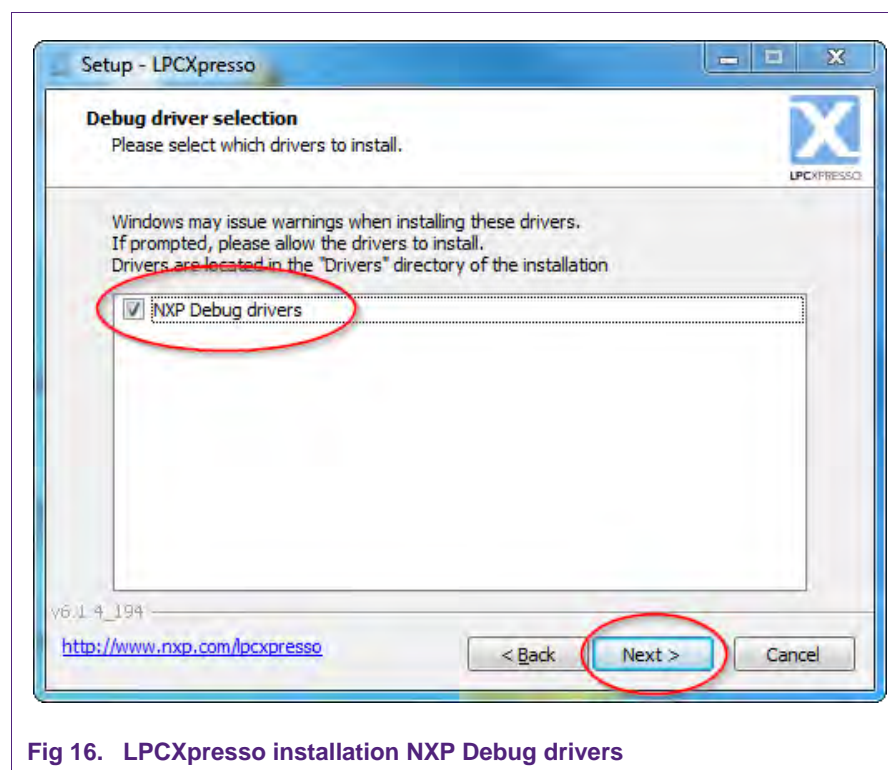 Setup - LPCXpresso
Debug driver selection
Please select which drivers to install.
X
LPCXPRESSO
Windows may issue warnings when installing these drivers.
If prompted, please allow the drivers to install.
Drivers are located in the "Drivers" directory of the installation
NXP Debug drivers
v6.1.4_194
http://www.nxp.com/lpcxpresso
< Back
Next >
Cancel
Fig 16. LPCXpresso installation NXP Debug drivers